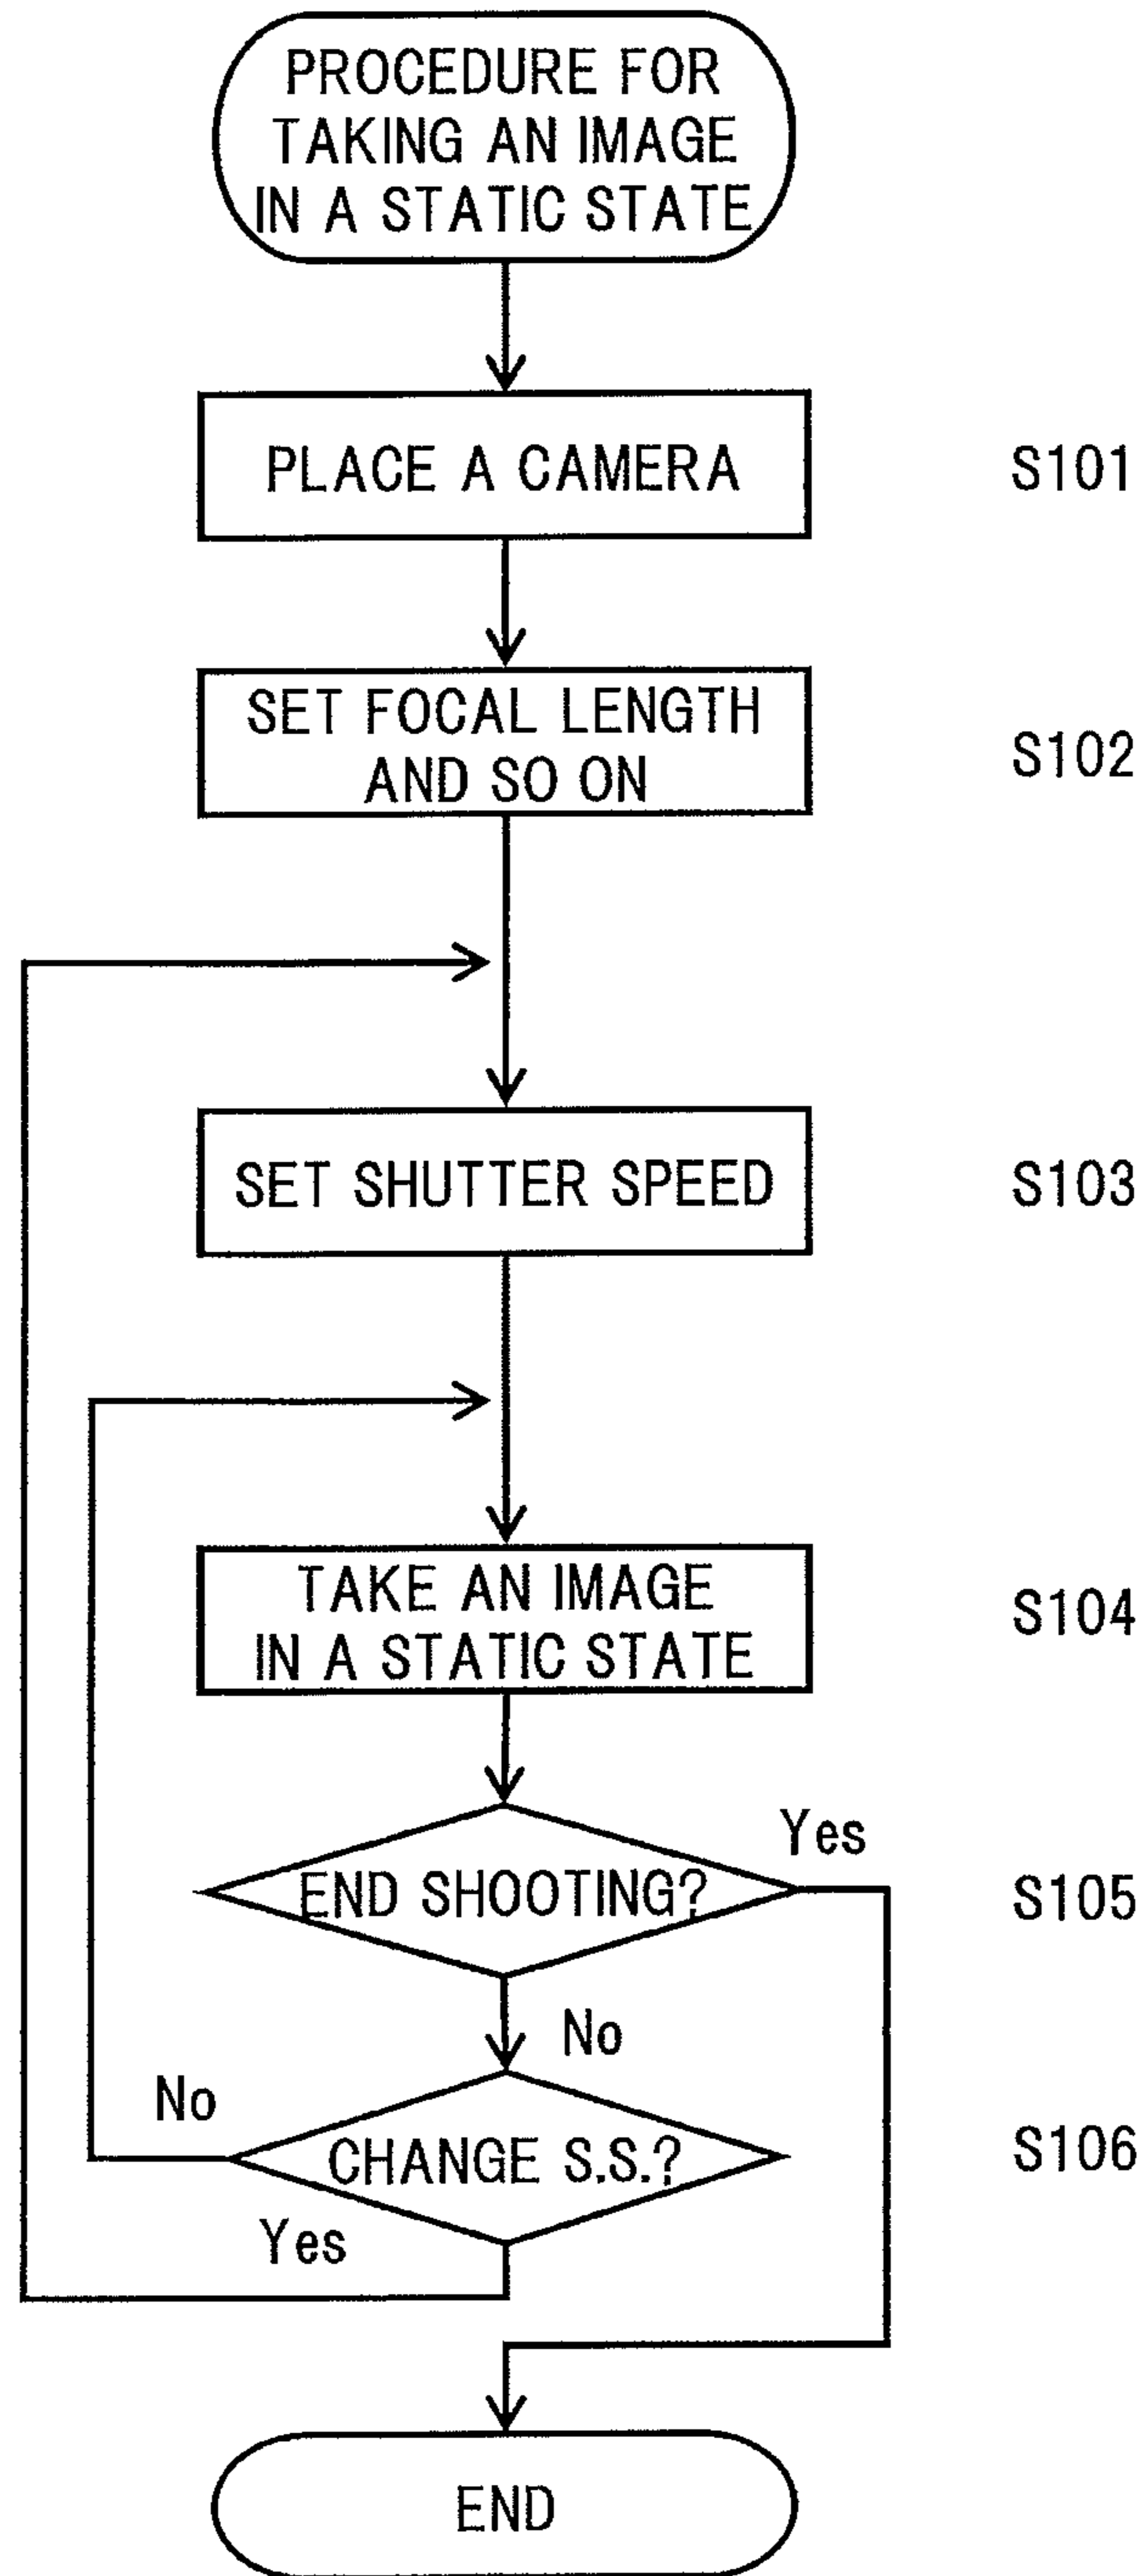 PROCEDURE FOR
TAKING AN IMAGE
IN A STATIC STATE
PLACE A CAMERA
S101
SET FOCAL LENGTH
AND SO ON
S102
SET SHUTTER SPEED
S103
TAKE AN IMAGE
IN A STATIC STATE
S104
Yes
END SHOOTING?
S105
No
No
CHANGE S.S.?
S106
Yes
END